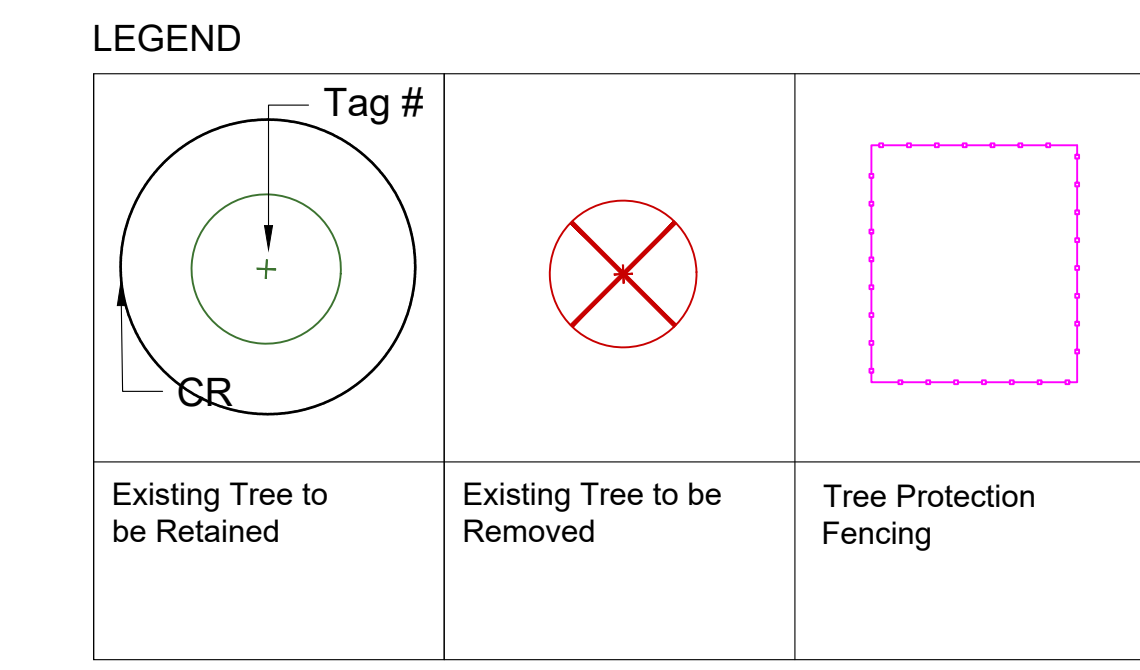 LEGEND
Tag #
CR
Existing Tree to
be Retained
Existing Tree to be
Removed
Tree Protection
Fencing